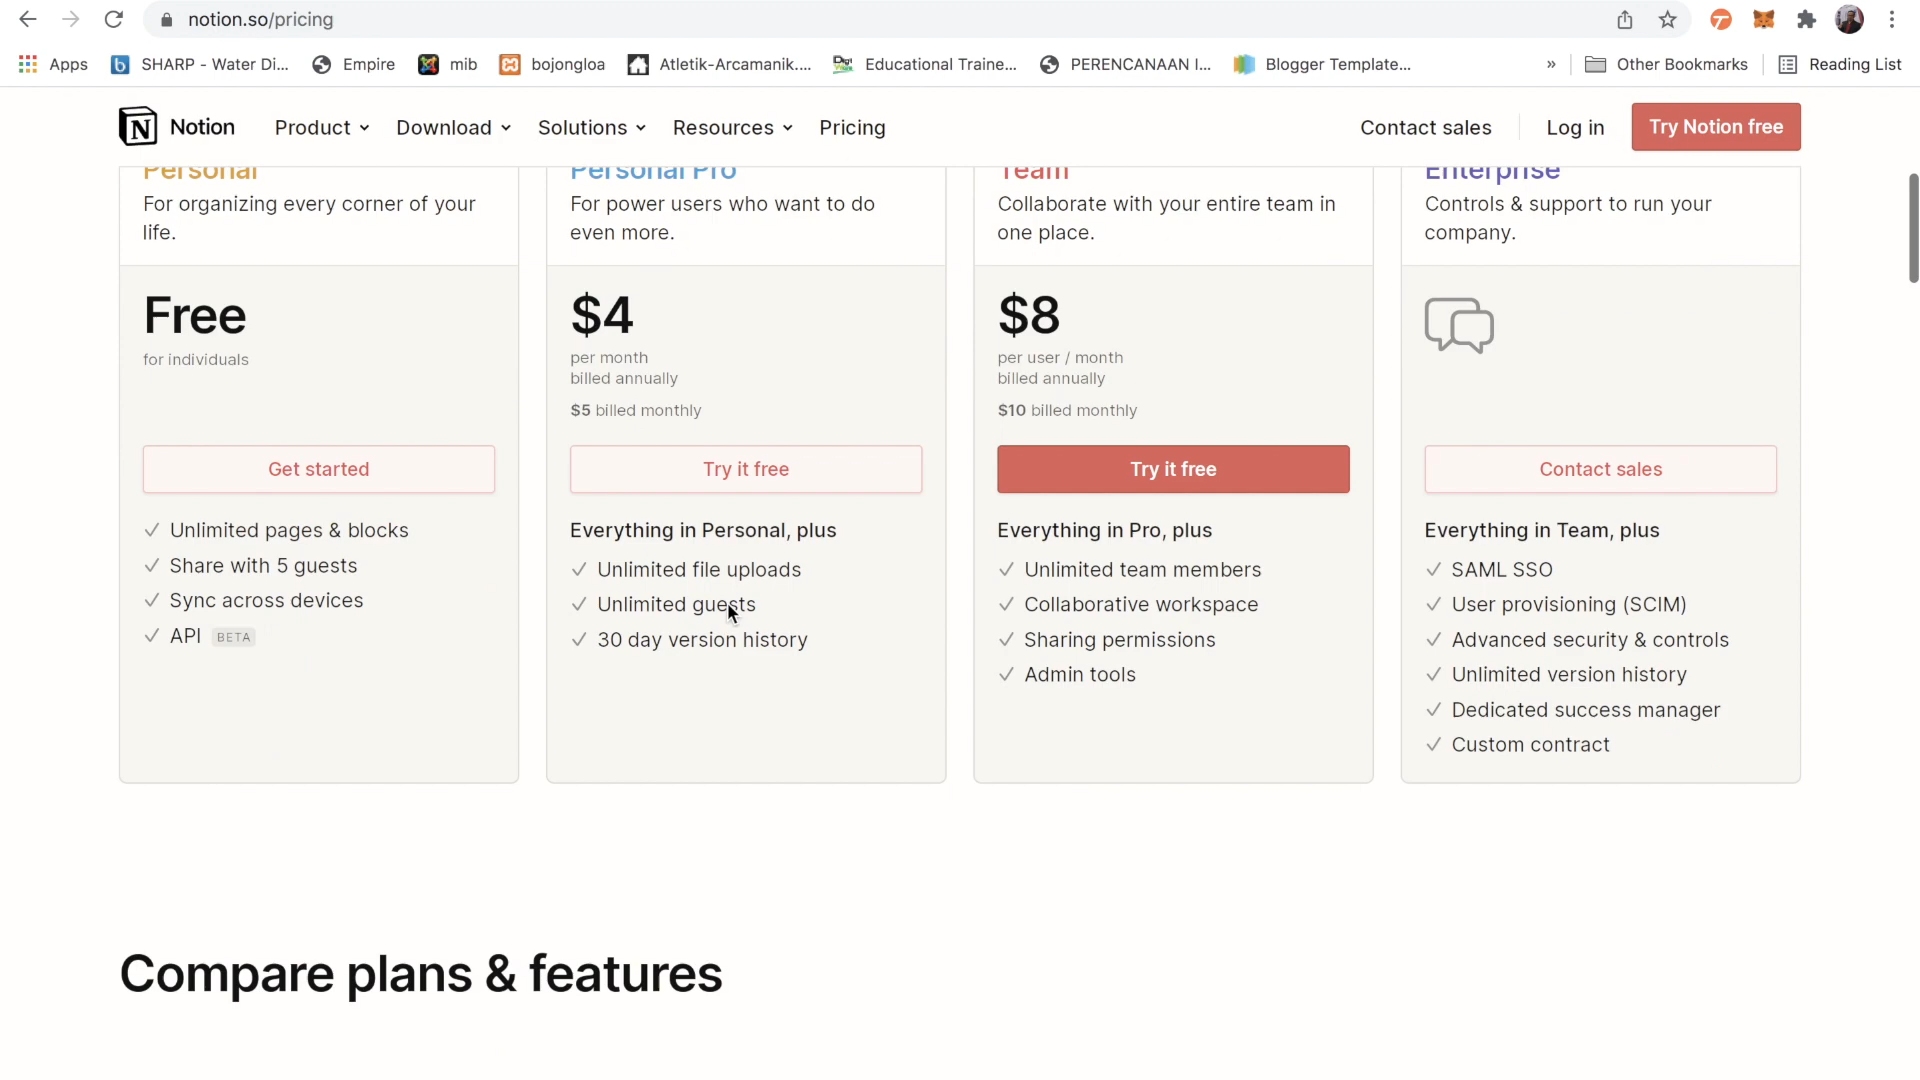 notion.so/pricing
Apps
SHARP - Water Di...
Empire
mib
bojongloa
Atletik-Arcamanik....
Educational Traine...
PERENCANAAN I...
Blogger Template...
»
Other Bookmarks
Reading List
Notion
Product
Download
Solutions
Resources
Pricing
Contact sales
Log in
Try Notion free
Personal
For organizing every corner of your
life.
Free
for individuals
Get started
Unlimited pages & blocks
Share with 5 guests
Sync across devices
API BETA
Personal Pro
For power users who want to do
even more.
$4
per month
billed annually
$5 billed monthly
Try it free
Everything in Personal, plus
Unlimited file uploads
Unlimited guests
30 day version history
Team
Collaborate with your entire team in
one place.
$8
per user / month
billed annually
$10 billed monthly
Try it free
Everything in Pro, plus
Unlimited team members
Collaborative workspace
Sharing permissions
Admin tools
Enterprise
Controls & support to run your
company.
Contact sales
Everything in Team, plus
SAML SSO
User provisioning (SCIM)
Advanced security & controls
Unlimited version history
Dedicated success manager
Custom contract
Compare plans & features